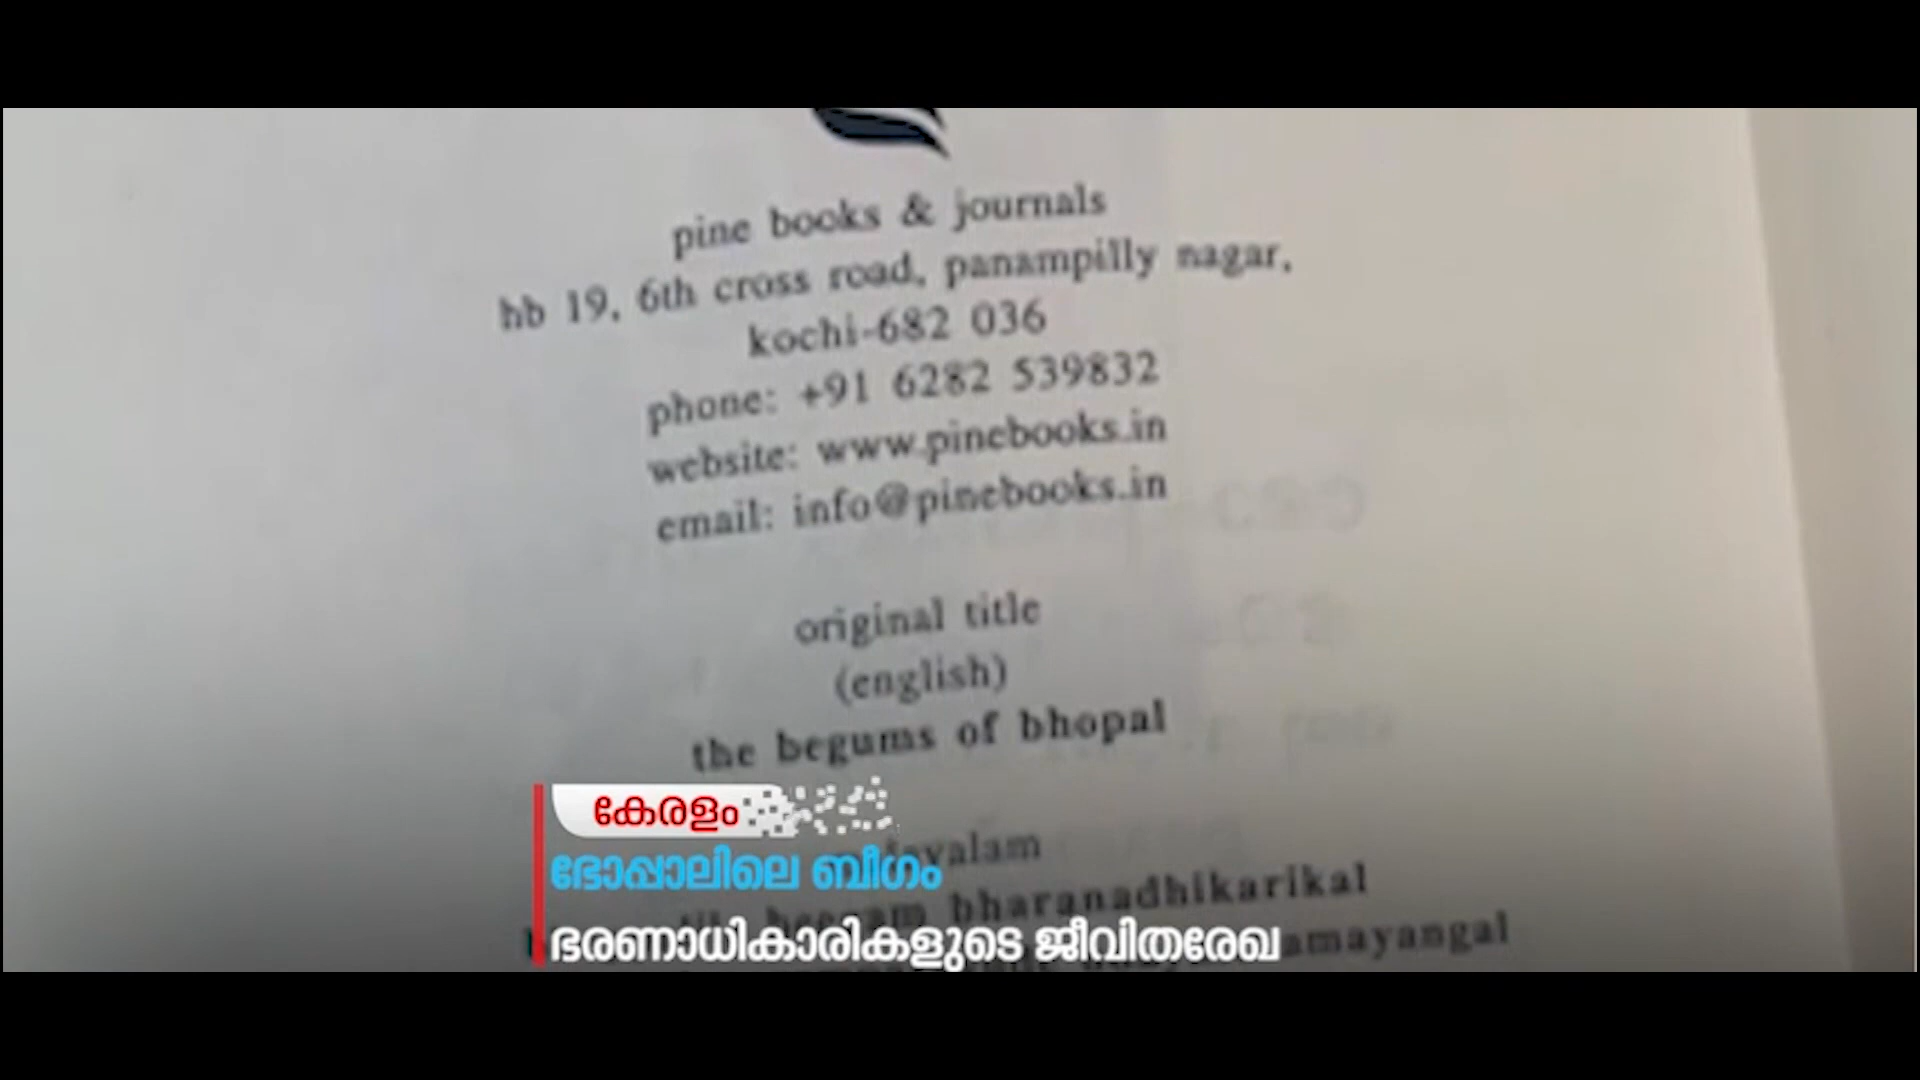 pine books & journals
hb 19, 6th cross road, panampilly nagar,
kochi-682 036
phone: +91 6282 539832
website: www.pinebooks.in
email: info@pinebooks.in
original title
(english)
the begums of bhopal
കേരളം
ഭോപ്പാലിലെ ബീഗം
bharanadhikarikal
ഭരണാധികാരികളുടെ ജീവിതരേഖ